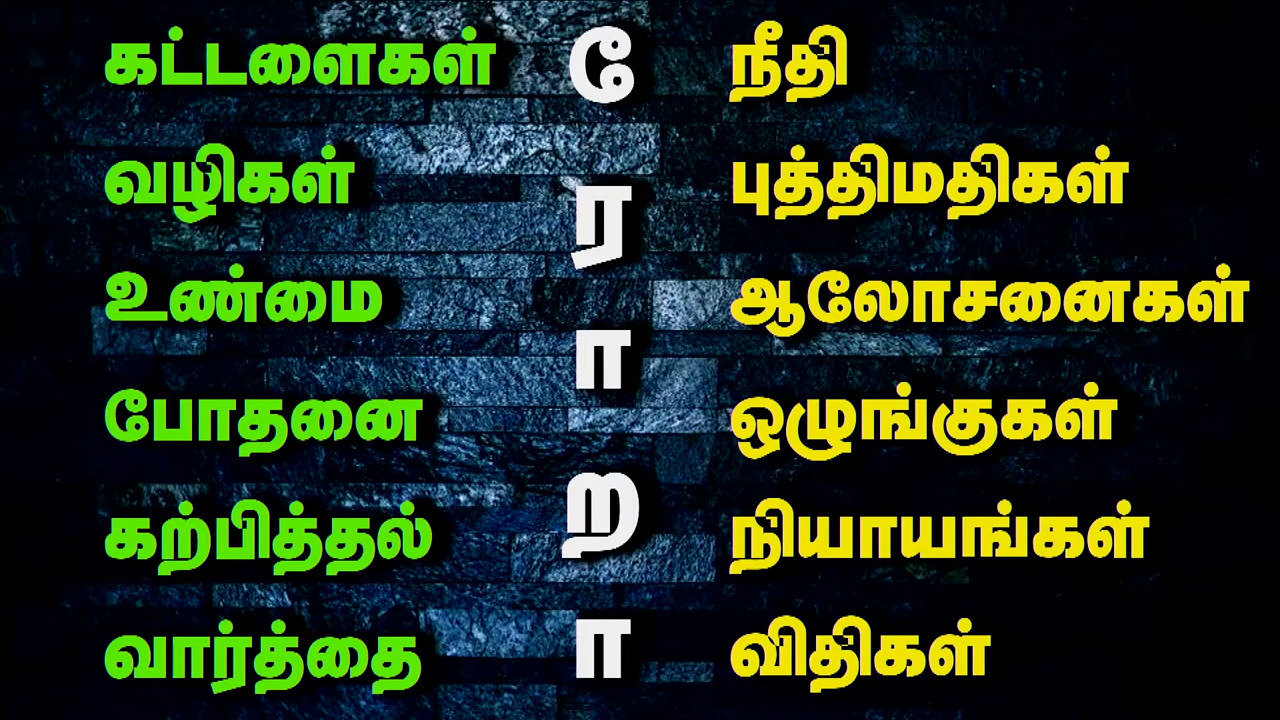 கட்டளைகள்
வழிகள்
உண்மை
போதனை
கற்பித்தல்
வார்த்தை
ே
ர
ா
ற
ா
நீதி
புத்திமதிகள்
ஆலோசனைகள்
ஒழுங்குகள்
நியாயங்கள்
விதிகள்